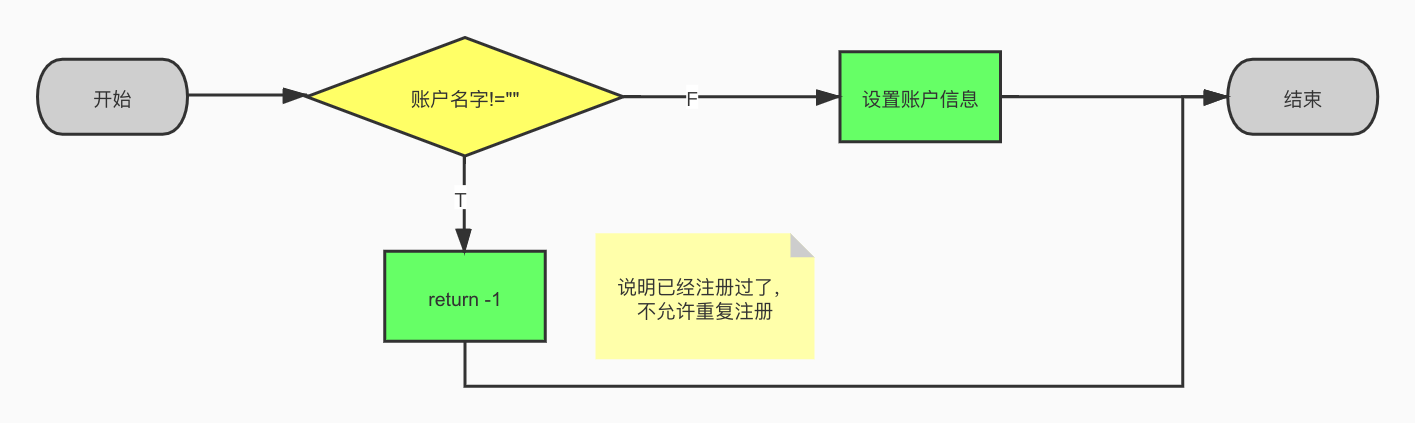 开始
账户名字!=""
F
设置账户信息
结束
T
return -1
说明已经注册过了，
不允许重复注册